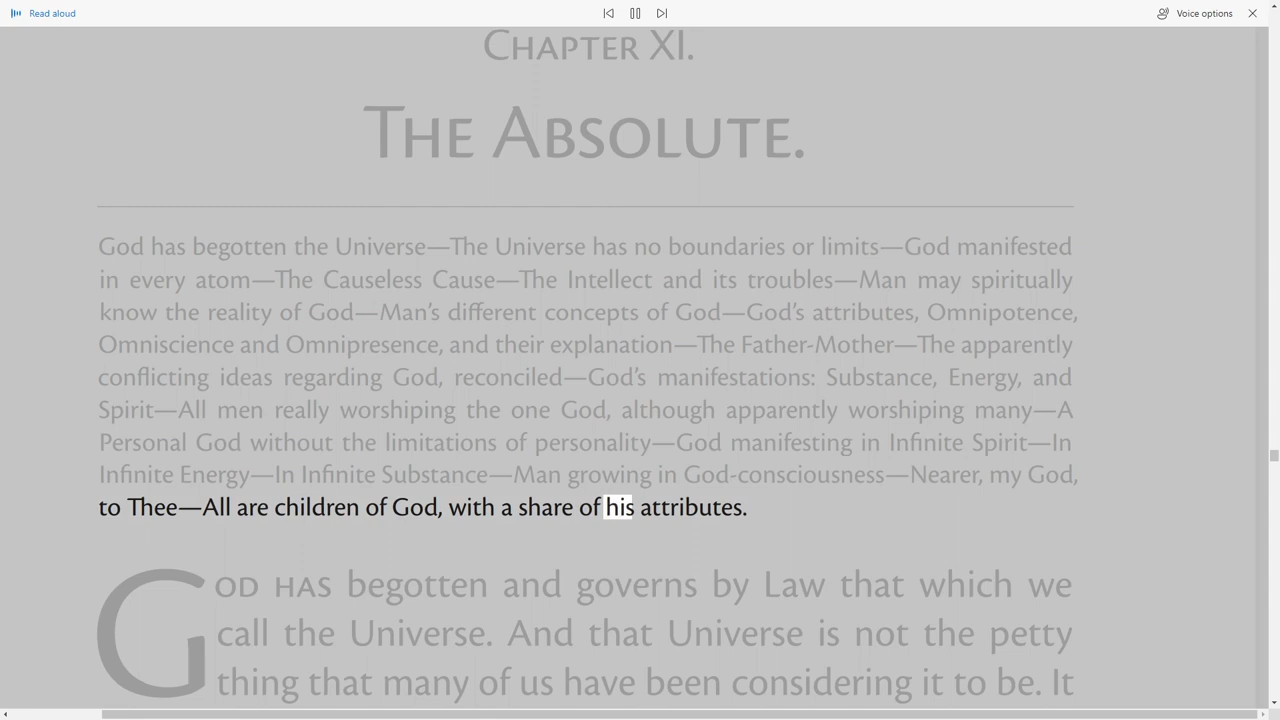 Read aloud
Voice options
CHAPTER XI.
THE ABSOLUTE.
God has begotten the Universe—The Universe has no boundaries or limits—God manifested
in every atom—The Causeless Cause—The Intellect and its troubles—Man may spiritually
know the reality of God—Man's different concepts of God—God's attributes, Omnipotence,
Omniscience and Omnipresence, and their explanation—The Father-Mother—The apparently
conflicting ideas regarding God, reconciled—God's manifestations: Substance, Energy, and
Spirit—All men really worshiping the one God, although apparently worshiping many—A
Personal God without the limitations of personality—God manifesting in Infinite Spirit—In
Infinite Energy—In Infinite Substance—Man growing in God-consciousness—Nearer, my God,
to Thee—All are children of God, with a share of his attributes.
GOD HAS begotten and governs by Law that which we
call the Universe. And that Universe is not the petty
thing that many of us have been considering it to be. It